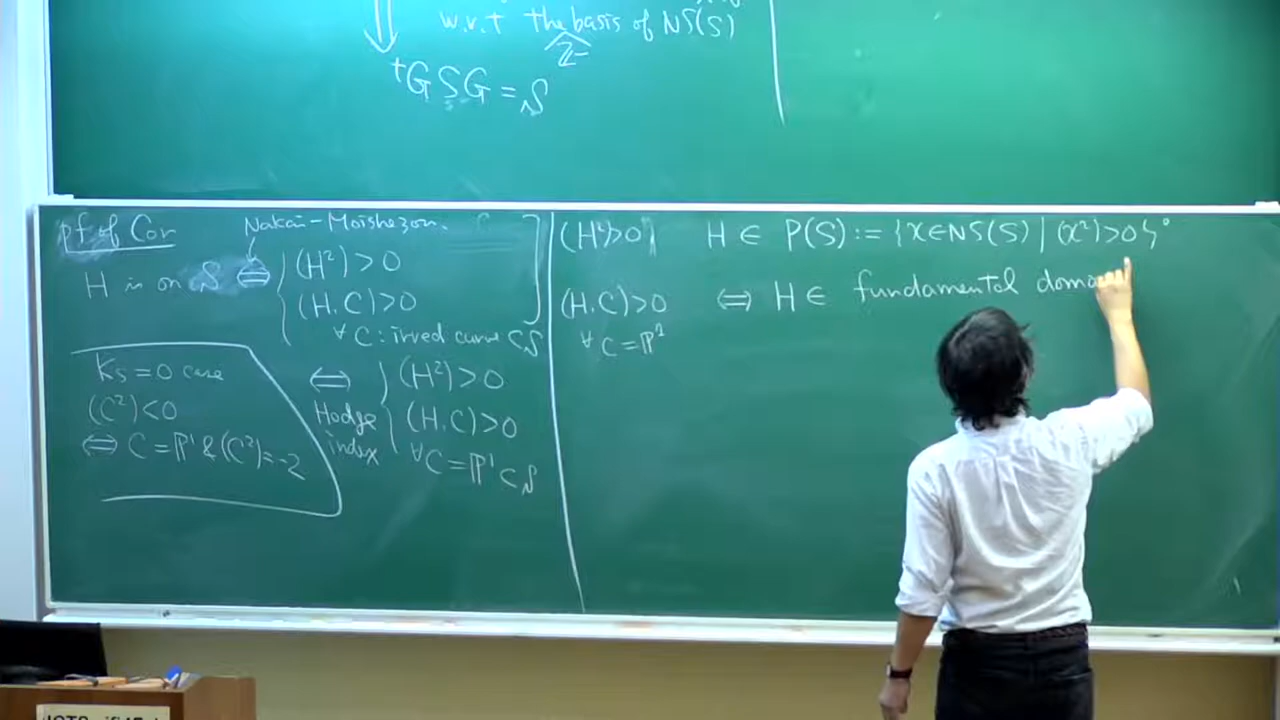 w.r.t the basis of NS(S)
Z-
ᵗGSG = S
pf of Cor
Nakai-Moishezon.
H is on S ⇔ { (H²) > 0
(H.C) > 0
∀C: irred curve ⊂ S
K_S = 0 case
(C²) < 0
⇔ C = ℙ¹ & (C²) = -2
⇔ { (H²) > 0
Hodge index
(H.C) > 0
∀C = ℙ¹ ⊂ S
(H²)>0; H ∈ P(S) := {x ∈ NS(S) | (x²) > 0}°
(H.C) > 0 ⇔ H ∈ fundamental
∀C = ℙ¹